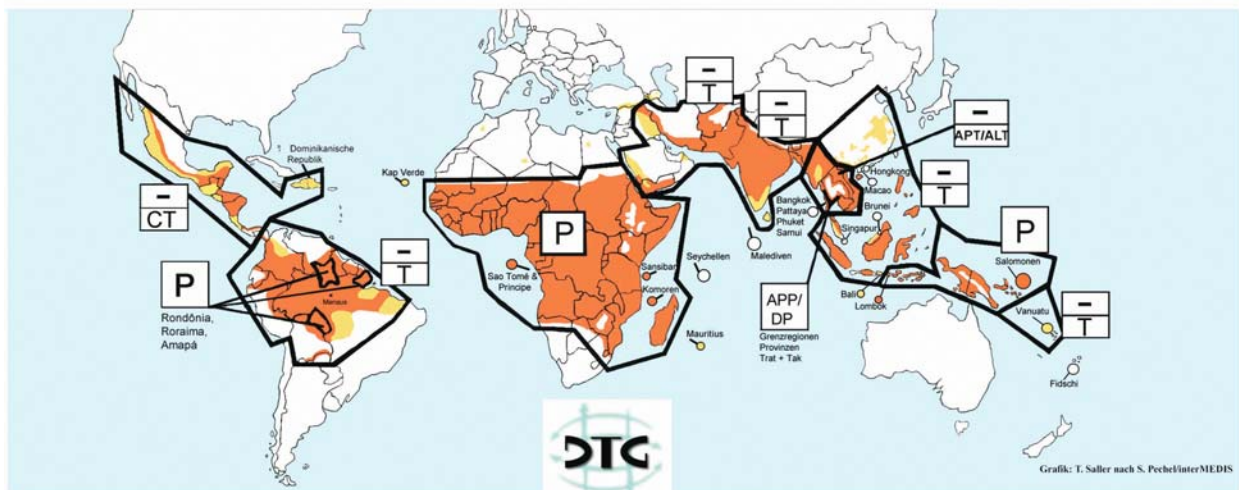 –
T
–
T
–
APT/ALT
Dominikanische
Republik
Kap Verde
Hongkong
Macao
–
T
–
CT
Bangkok
Pattaya
Phuket
Samui
Brunei
Singapur
P
P
–
T
Sao Tomé &
Principe
Sansibar
Seychellen
Malediven
Salomonen
P
Rondônia,
Roraima,
Amapá
Manaus
Komoren
APP/
DP
Grenzregionen
Provinzen
Trat + Tak
Bali
Lombok
Vanuatu
–
T
Mauritius
Fidschi
DTG
Grafik: T. Saller nach S. Pechel/interMEDIS